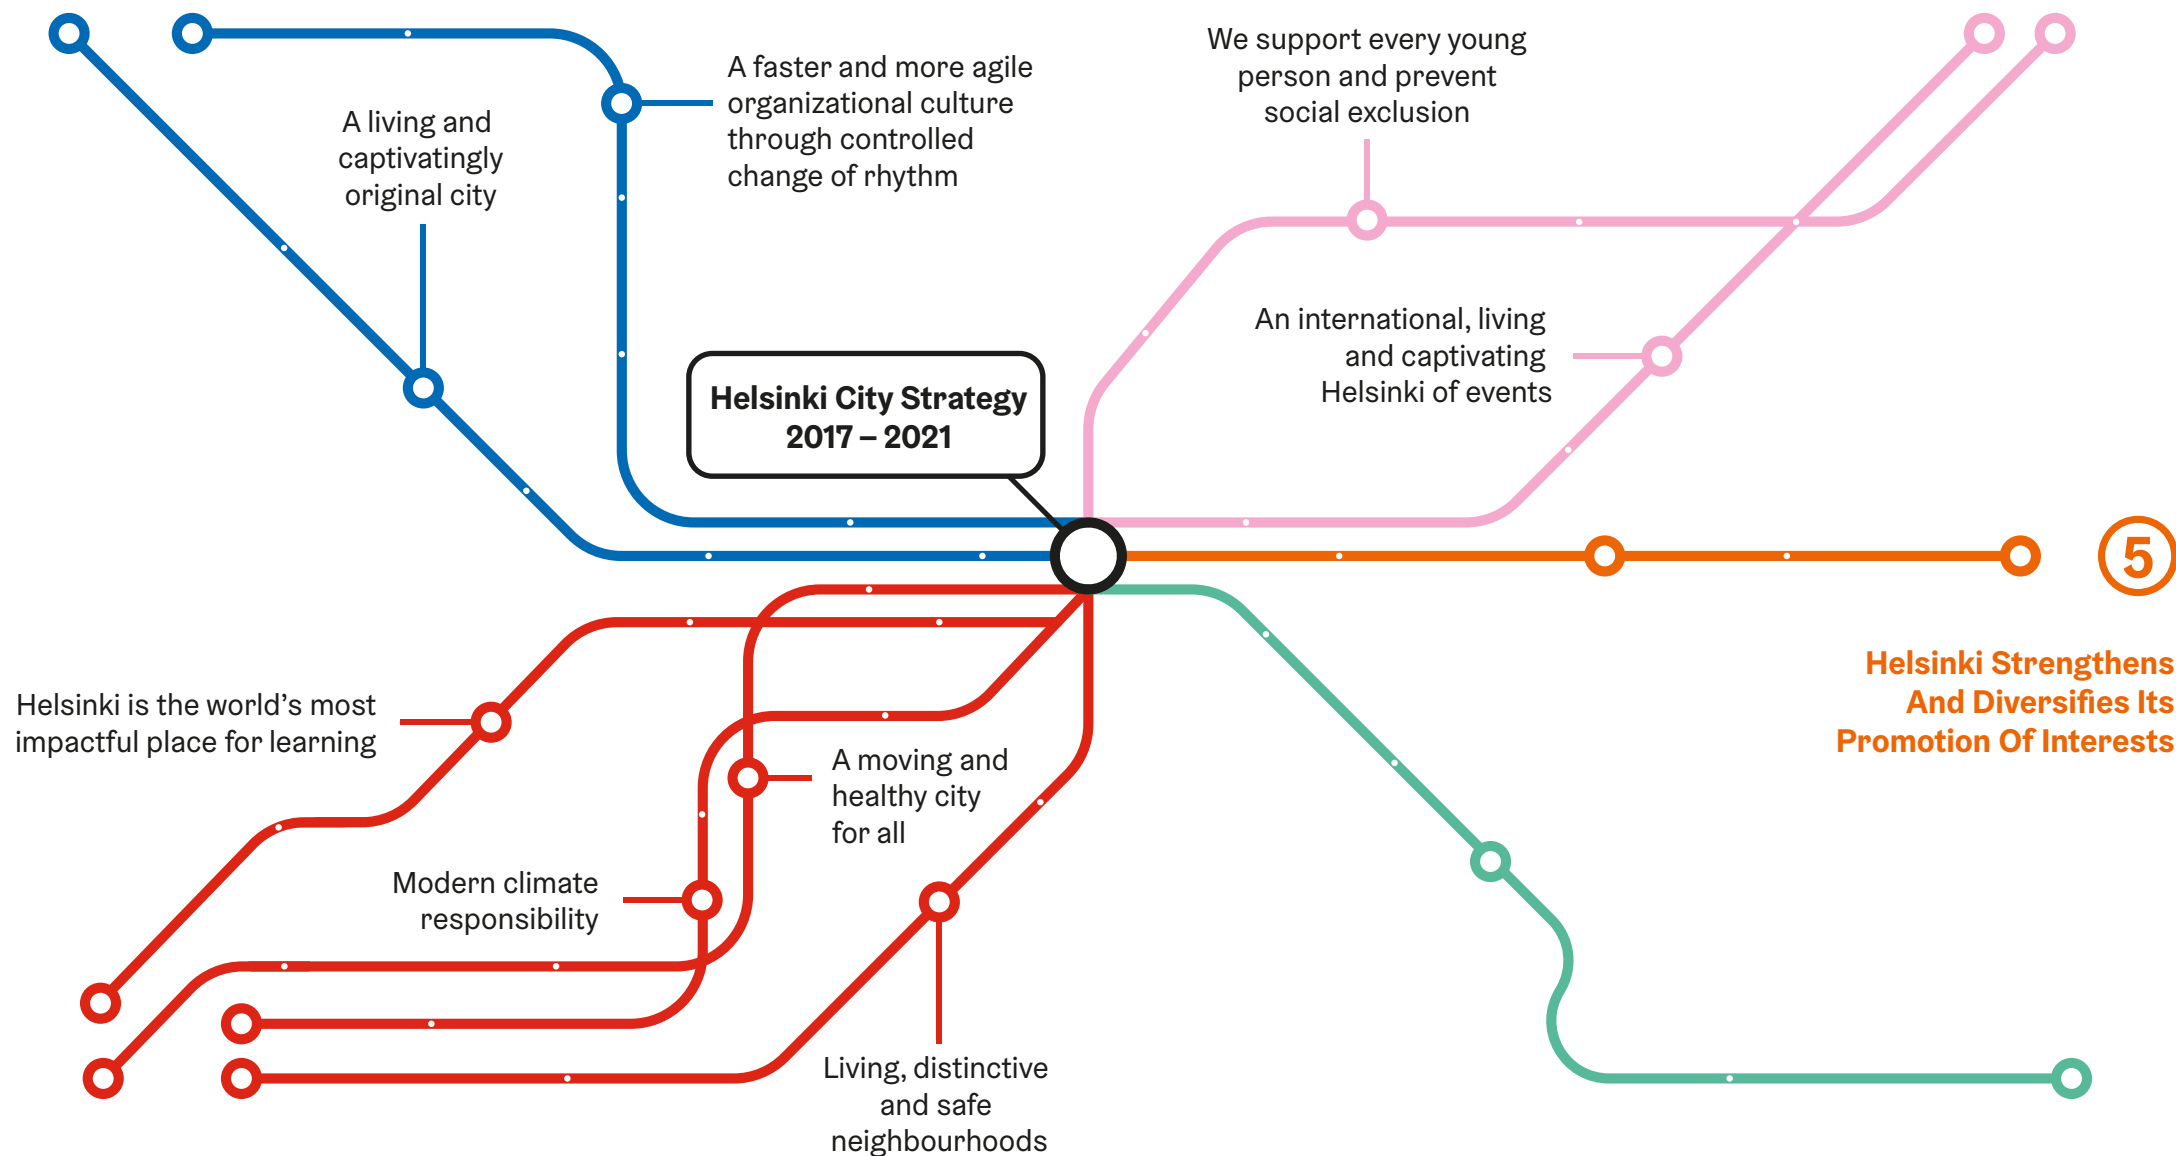 A living and
captivatingly
original city
A faster and more agile
organizational culture
through controlled
change of rhythm
We support every young
person and prevent
social exclusion
An international, living
and captivating
Helsinki of events
Helsinki City Strategy
2017 – 2021
5
Helsinki Strengthens
And Diversifies Its
Promotion Of Interests
Helsinki is the world's most
impactful place for learning
A moving and
healthy city
for all
Modern climate
responsibility
Living, distinctive
and safe
neighbourhoods